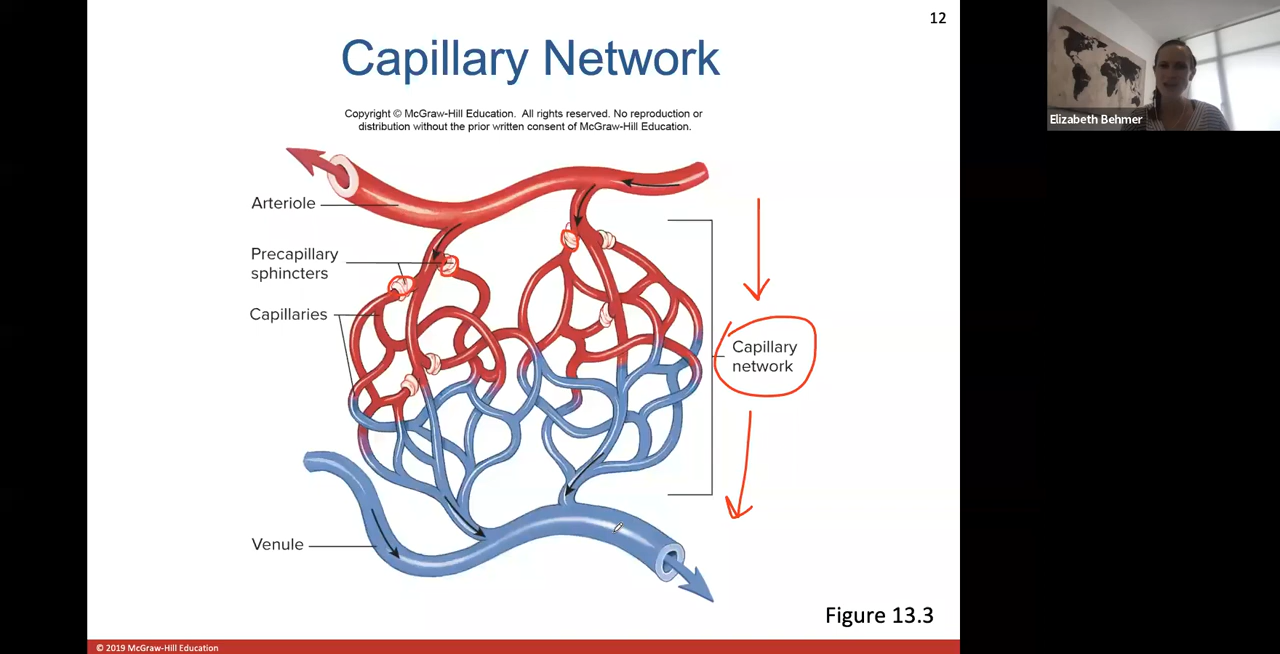 12
Capillary Network
Copyright © McGraw-Hill Education. All rights reserved. No reproduction or
distribution without the prior written consent of McGraw-Hill Education.
Elizabeth Behmer
Arteriole
Precapillary
sphincters
Capillaries
Capillary
network
Venule
Figure 13.3
© 2019 McGraw-Hill Education